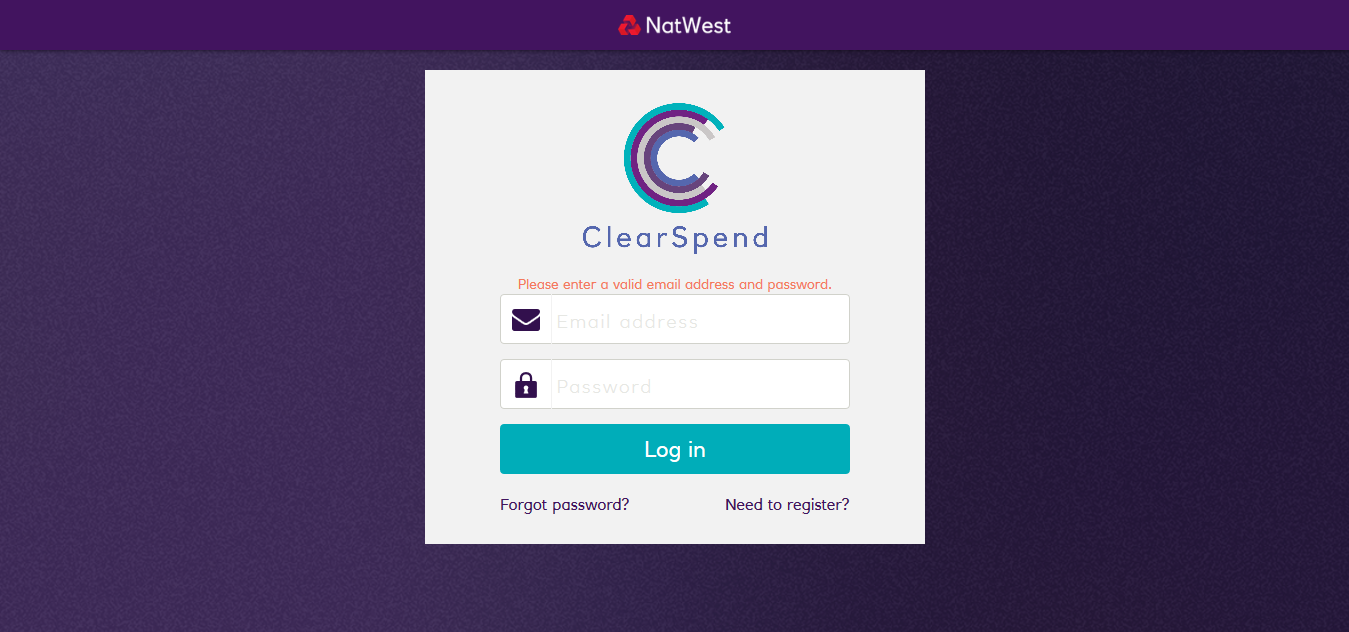 NatWest
ClearSpend
Please enter a valid email address and password.
Email address
Password
Log in
Forgot password? Need to register?